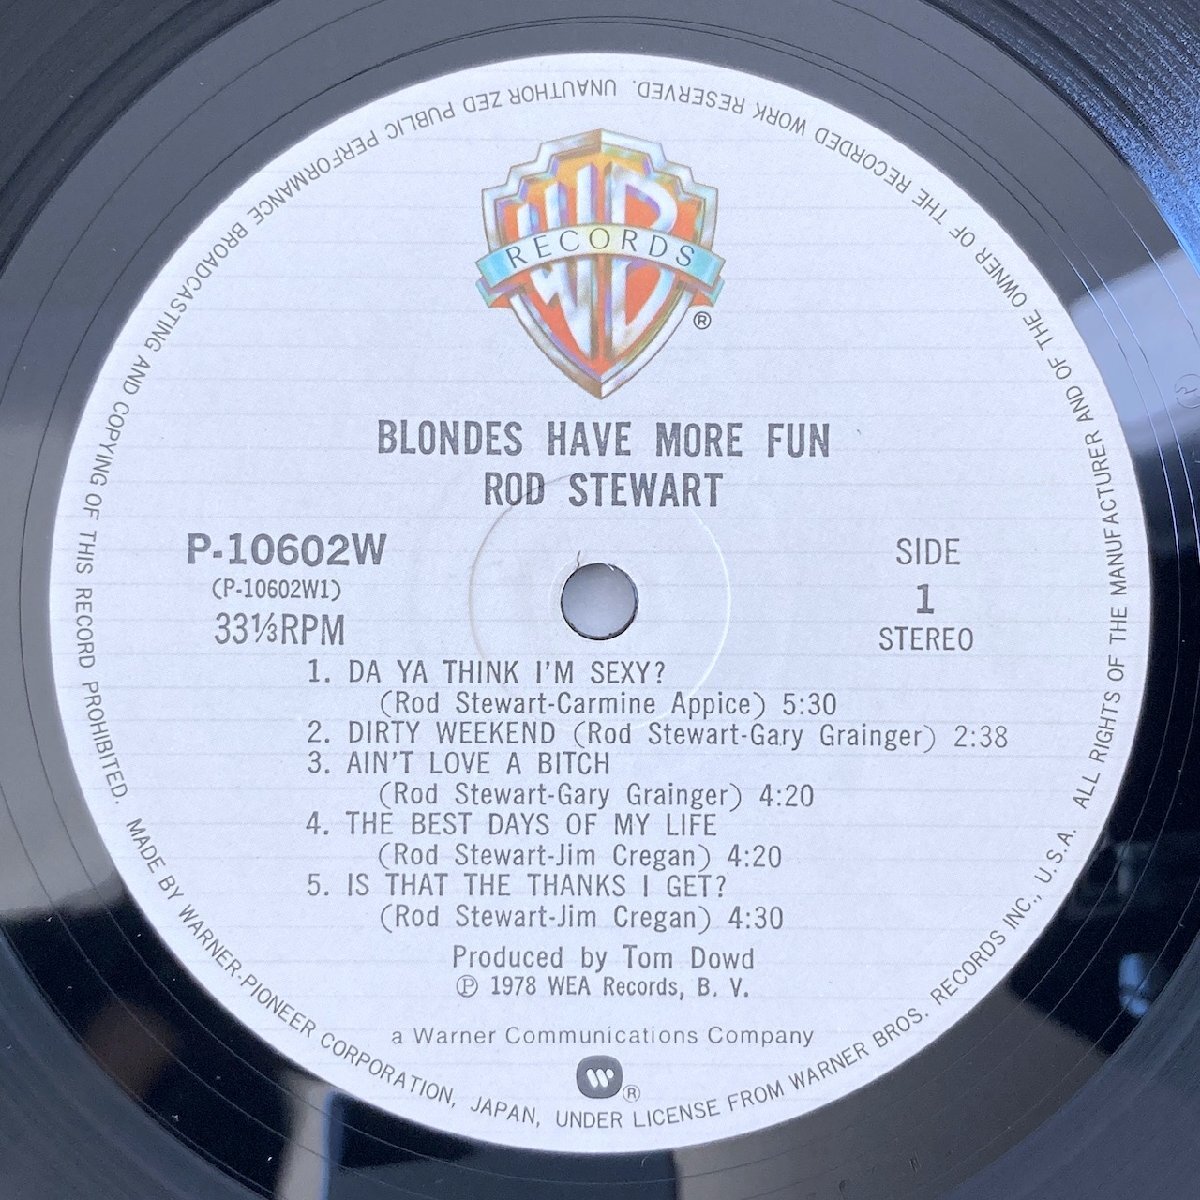 WB
RECORDS
®
BLONDES HAVE MORE FUN
ROD STEWART
P-10602W
(P-10602W1)
33⅓RPM
SIDE
1
STEREO
1. DA YA THINK I'M SEXY?
(Rod Stewart-Carmine Appice) 5:30
2. DIRTY WEEKEND (Rod Stewart-Gary Grainger) 2:38
3. AIN'T LOVE A BITCH
(Rod Stewart-Gary Grainger) 4:20
4. THE BEST DAYS OF MY LIFE
(Rod Stewart-Jim Cregan) 4:20
5. IS THAT THE THANKS I GET?
(Rod Stewart-Jim Cregan) 4:30
Produced by Tom Dowd
℗ 1978 WEA Records, B. V.
a Warner Communications Company
W®
MADE BY WARNER-PIONEER CORPORATION, JAPAN, UNDER LICENSE FROM WARNER BROS. RECORDS INC., U.S.A. ALL RIGHTS OF THE MANUFACTURER AND OF THE OWNER OF THE RECORDED WORK RESERVED. UNAUTHOR ZED PUBLIC PERFORMANCE BROADCASTING AND COPYING OF THIS RECORD PROHIBITED.